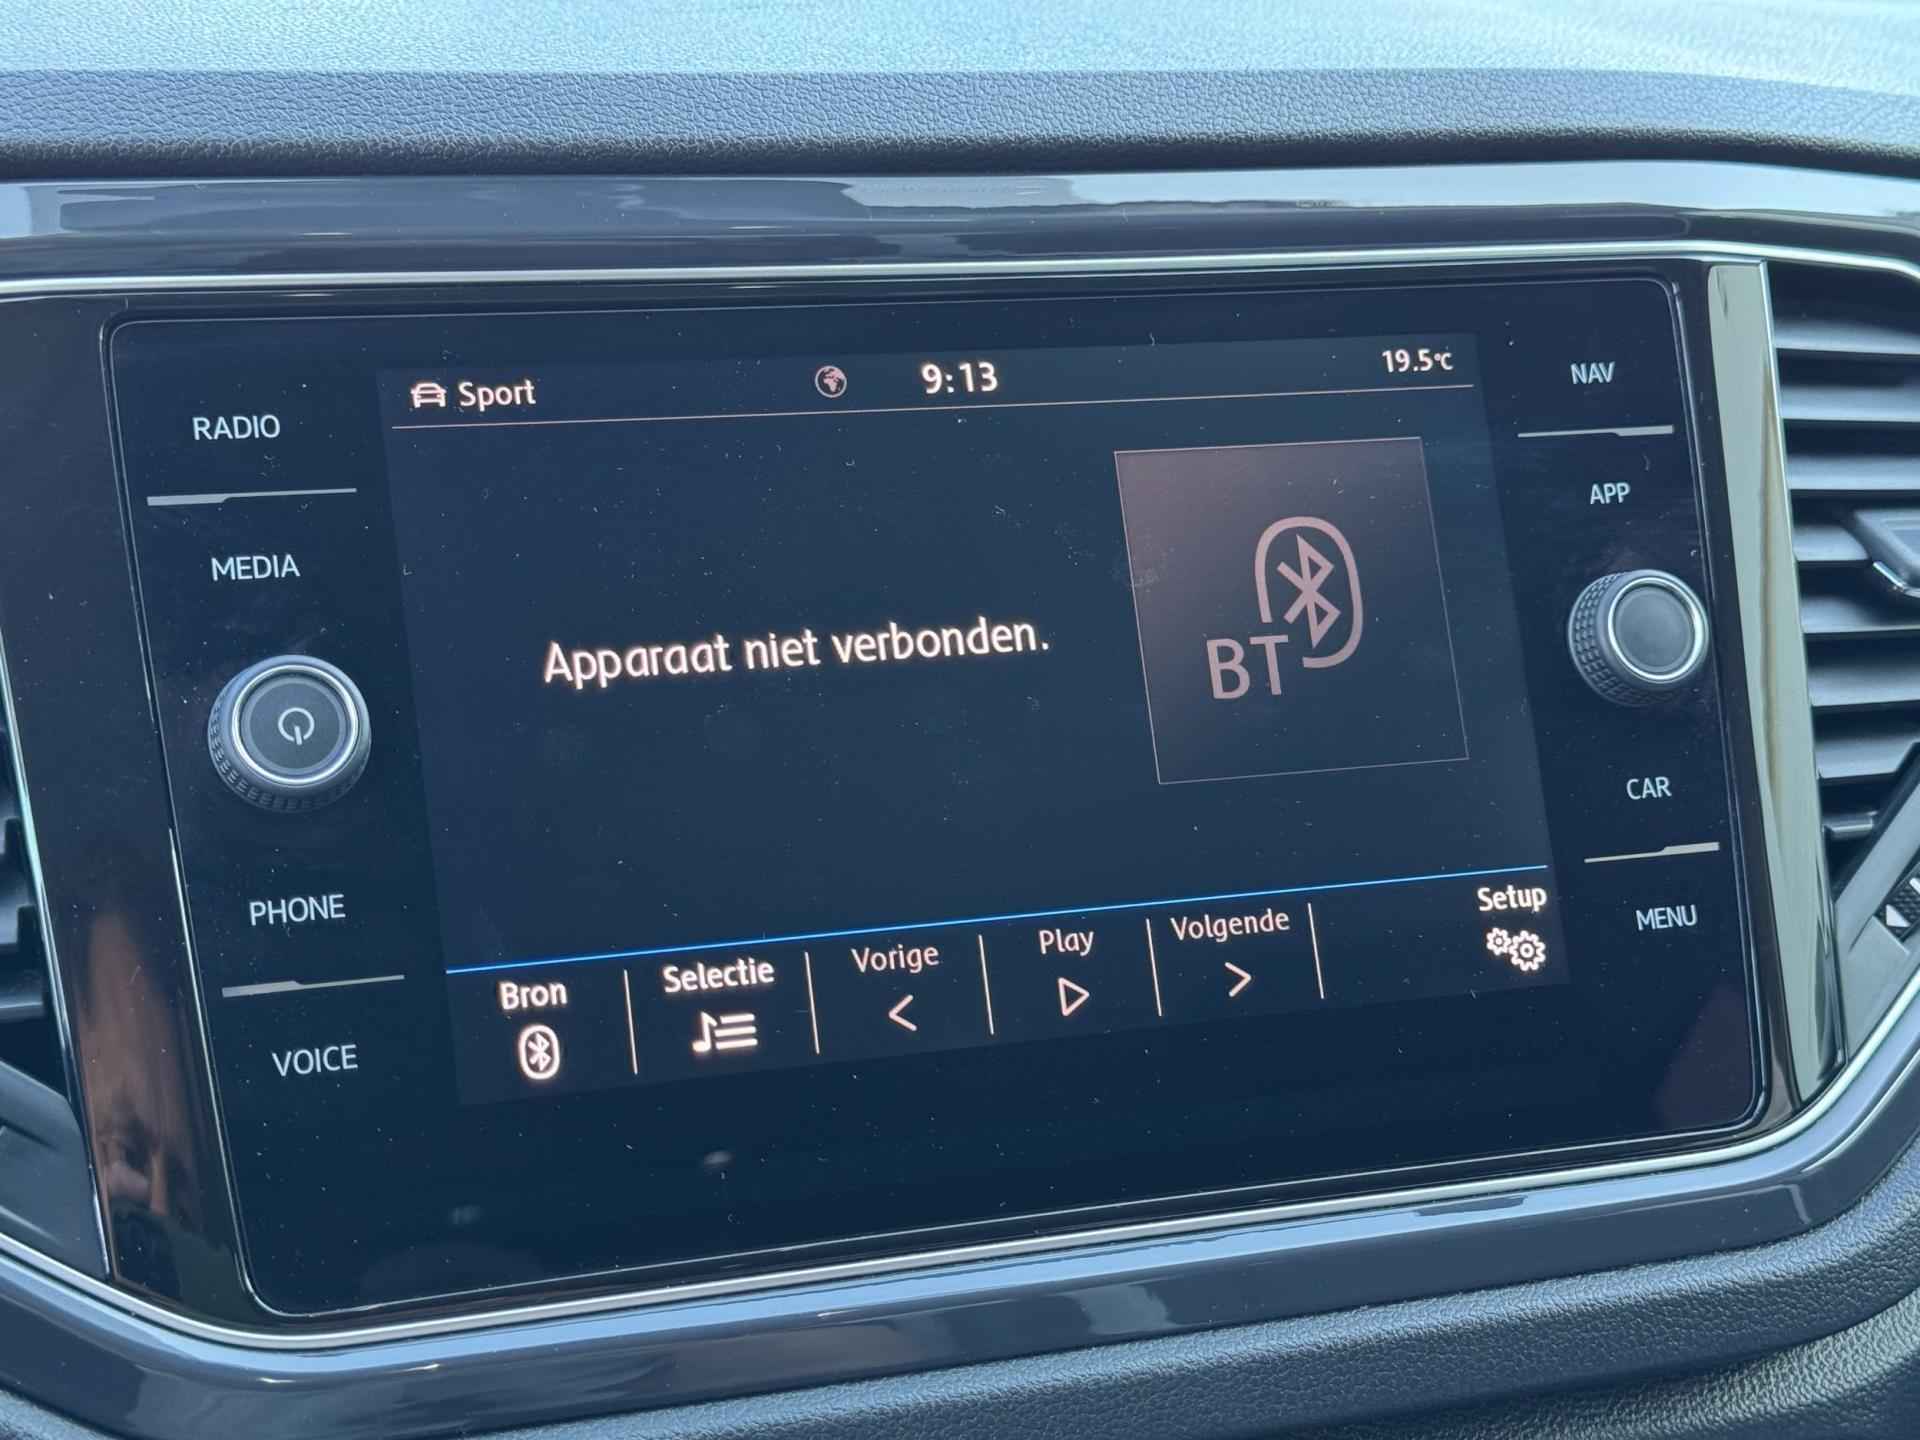 Sport
9:13
19.5°C
RADIO
MEDIA
PHONE
VOICE
Apparaat niet verbonden.
BT
Bron
Selectie
Vorige
Play
Volgende
Setup
NAV
APP
CAR
MENU